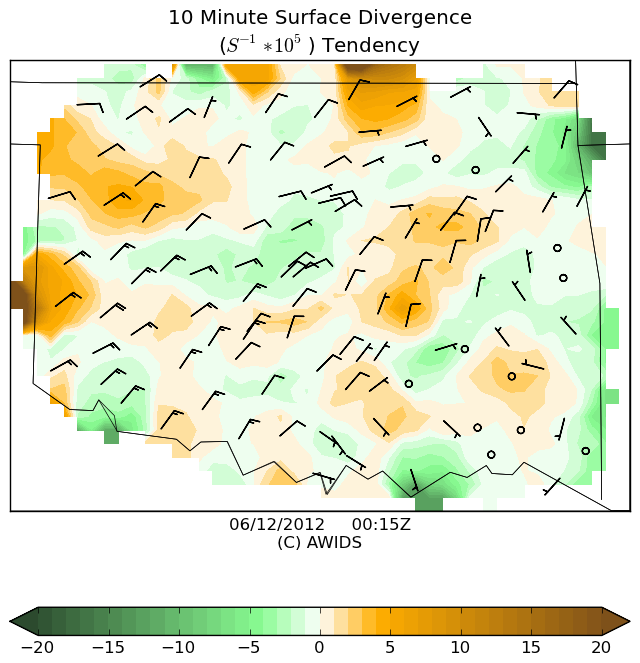 10 Minute Surface Divergence
(S⁻¹ *10⁵ ) Tendency
06/12/2012 00:15Z
(C) AWIDS
−20 −15 −10 −5 0 5 10 15 20